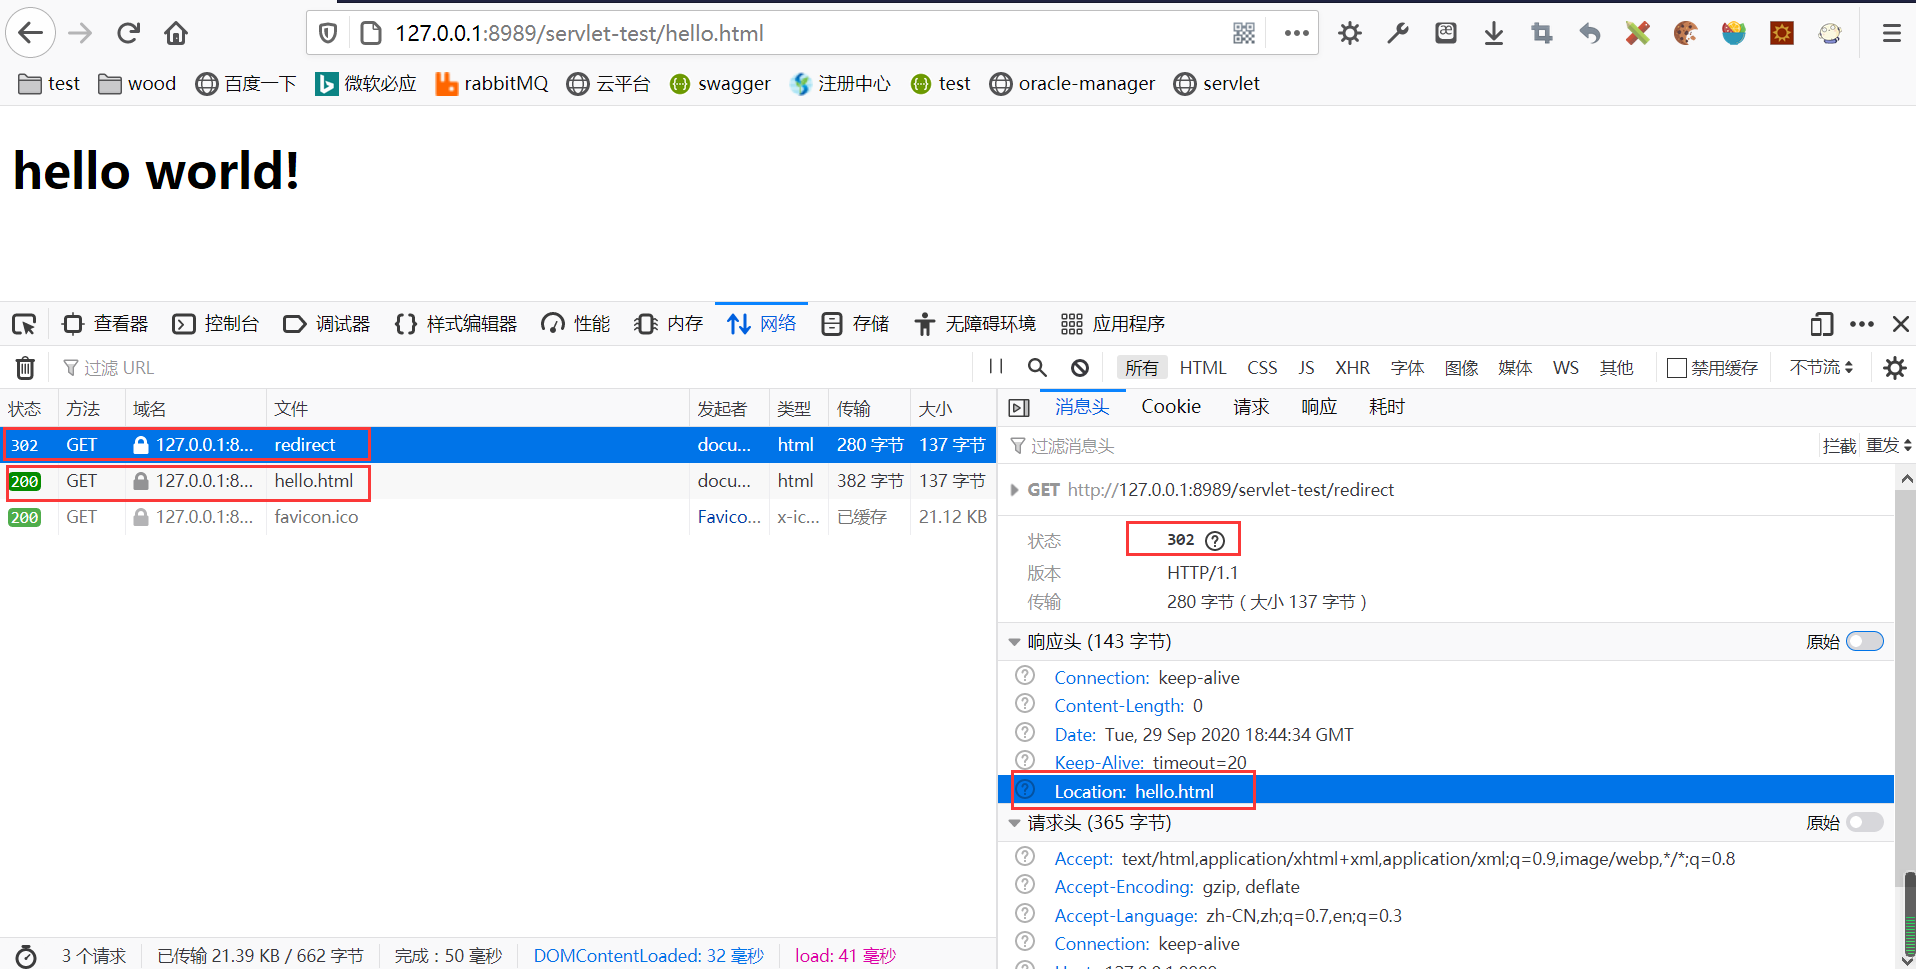 127.0.0.1:8989/servlet-test/hello.html
test wood 百度一下 微软必应 rabbitMQ 云平台 swagger 注册中心 test oracle-manager servlet
hello world!
查看器 控制台 调试器 样式编辑器 性能 内存 网络 存储 无障碍环境 应用程序
过滤 URL
所有 HTML CSS JS XHR 字体 图像 媒体 WS 其他 禁用缓存 不节流
状态 方法 域名 文件 发起者 类型 传输 大小
302 GET 127.0.0.1:8... redirect docu... html 280 字节 137 字节
200 GET 127.0.0.1:8... hello.html docu... html 382 字节 137 字节
200 GET 127.0.0.1:8... favicon.ico Favico... x-ic... 已缓存 21.12 KB
消息头 Cookie 请求 响应 耗时
过滤消息头 拦截 重发
GET http://127.0.0.1:8989/servlet-test/redirect
状态 302
版本 HTTP/1.1
传输 280 字节 ( 大小 137 字节 )
响应头 (143 字节) 原始
Connection: keep-alive
Content-Length: 0
Date: Tue, 29 Sep 2020 18:44:34 GMT
Keep-Alive: timeout=20
Location: hello.html
请求头 (365 字节) 原始
Accept: text/html,application/xhtml+xml,application/xml;q=0.9,image/webp,*/*;q=0.8
Accept-Encoding: gzip, deflate
Accept-Language: zh-CN,zh;q=0.7,en;q=0.3
Connection: keep-alive
3 个请求 已传输 21.39 KB / 662 字节 完成：50 毫秒 DOMContentLoaded: 32 毫秒 load: 41 毫秒